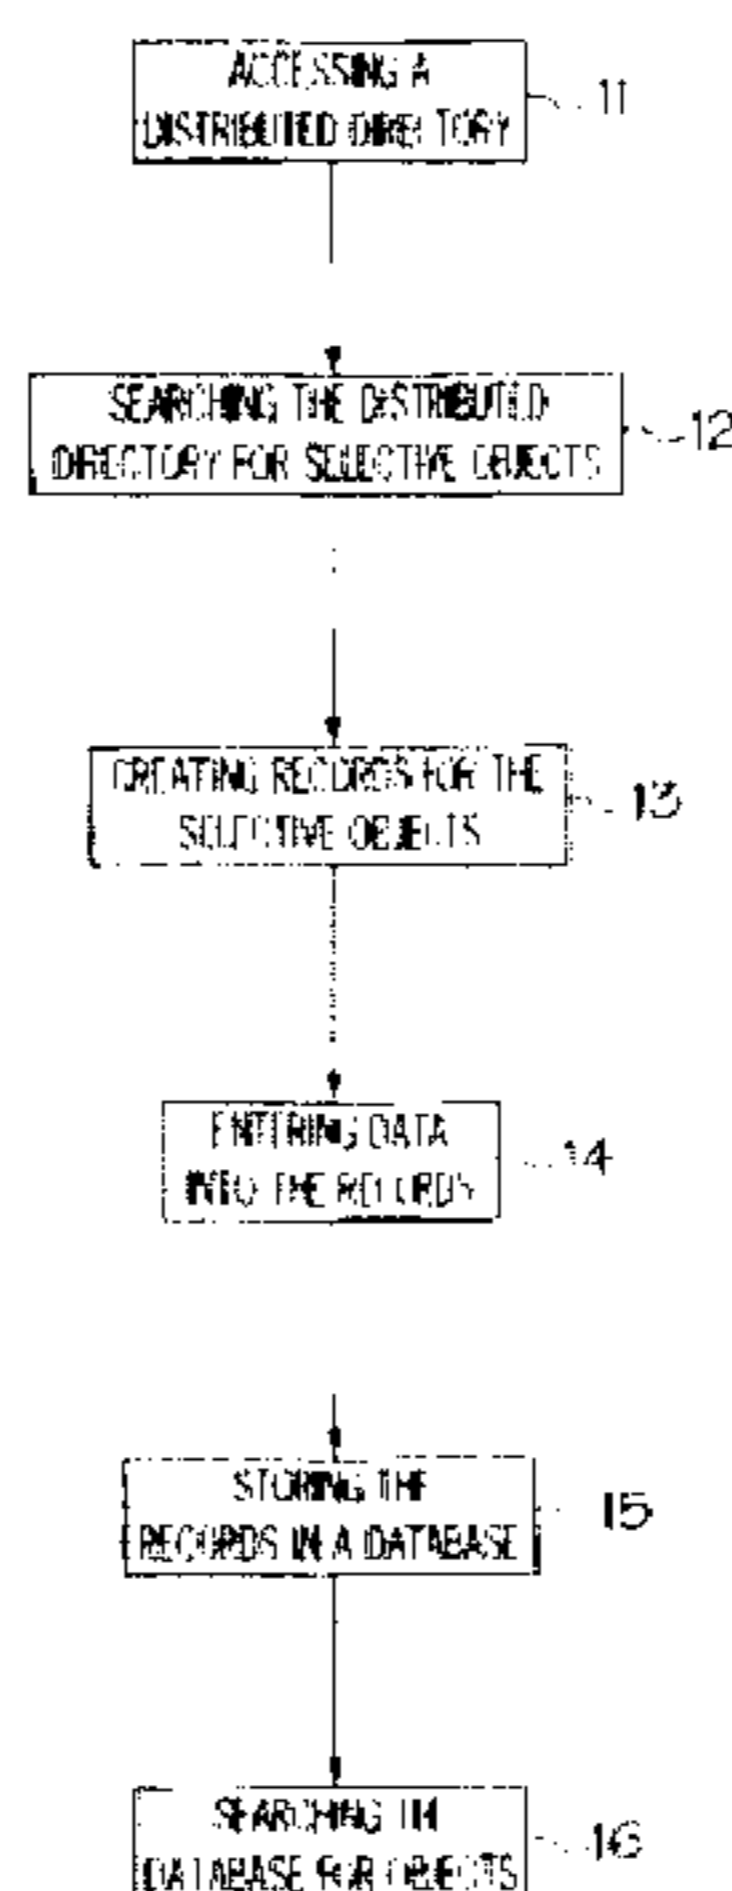 ACCESSING A
DISTRIBUTED DIRECTORY
11
SEARCHING THE DISTRIBUTED
DIRECTORY FOR SELECTIVE OBJECTS
12
CREATING RECORDS FOR THE
SELECTIVE OBJECTS
13
ENTERING DATA
INTO THE RECORDS
14
STORING THE
RECORDS IN A DATABASE
15
SEARCHING THE
DATABASE FOR OBJECTS
16